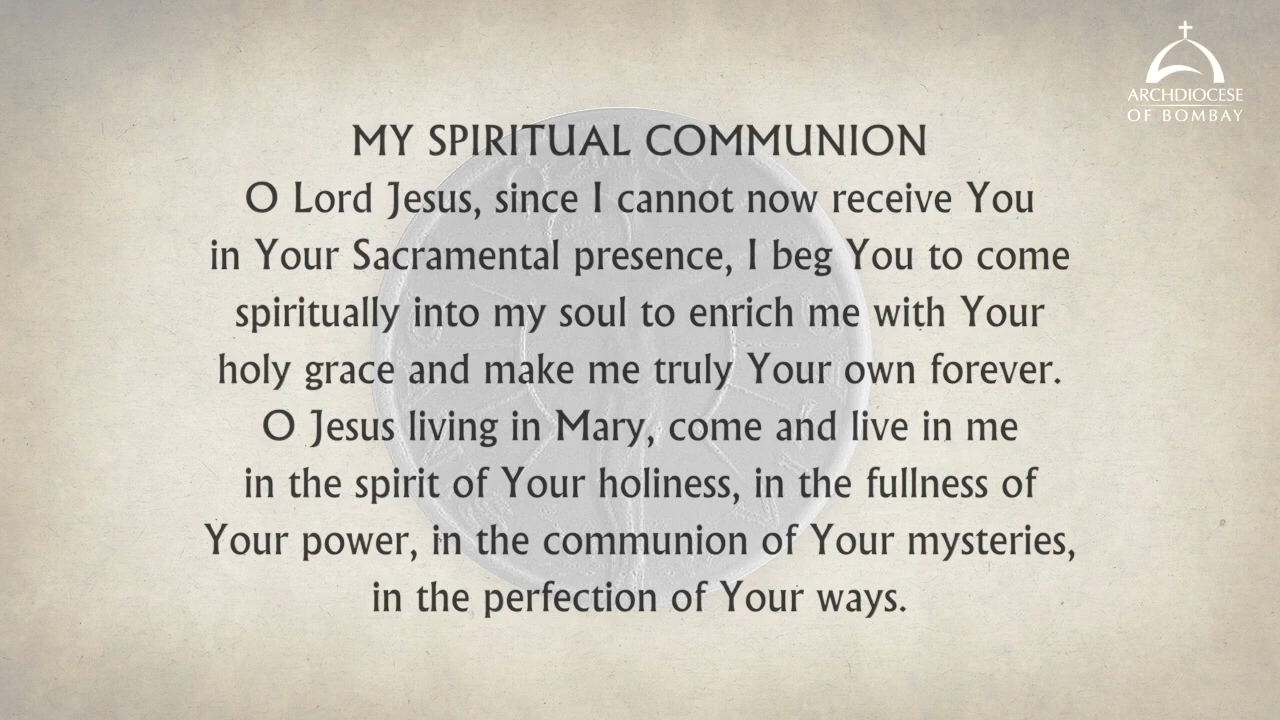 ARCHDIOCESE
OF BOMBAY
MY SPIRITUAL COMMUNION
O Lord Jesus, since I cannot now receive You
in Your Sacramental presence, I beg You to come
spiritually into my soul to enrich me with Your
holy grace and make me truly Your own forever.
O Jesus living in Mary, come and live in me
in the spirit of Your holiness, in the fullness of
Your power, in the communion of Your mysteries,
in the perfection of Your ways.